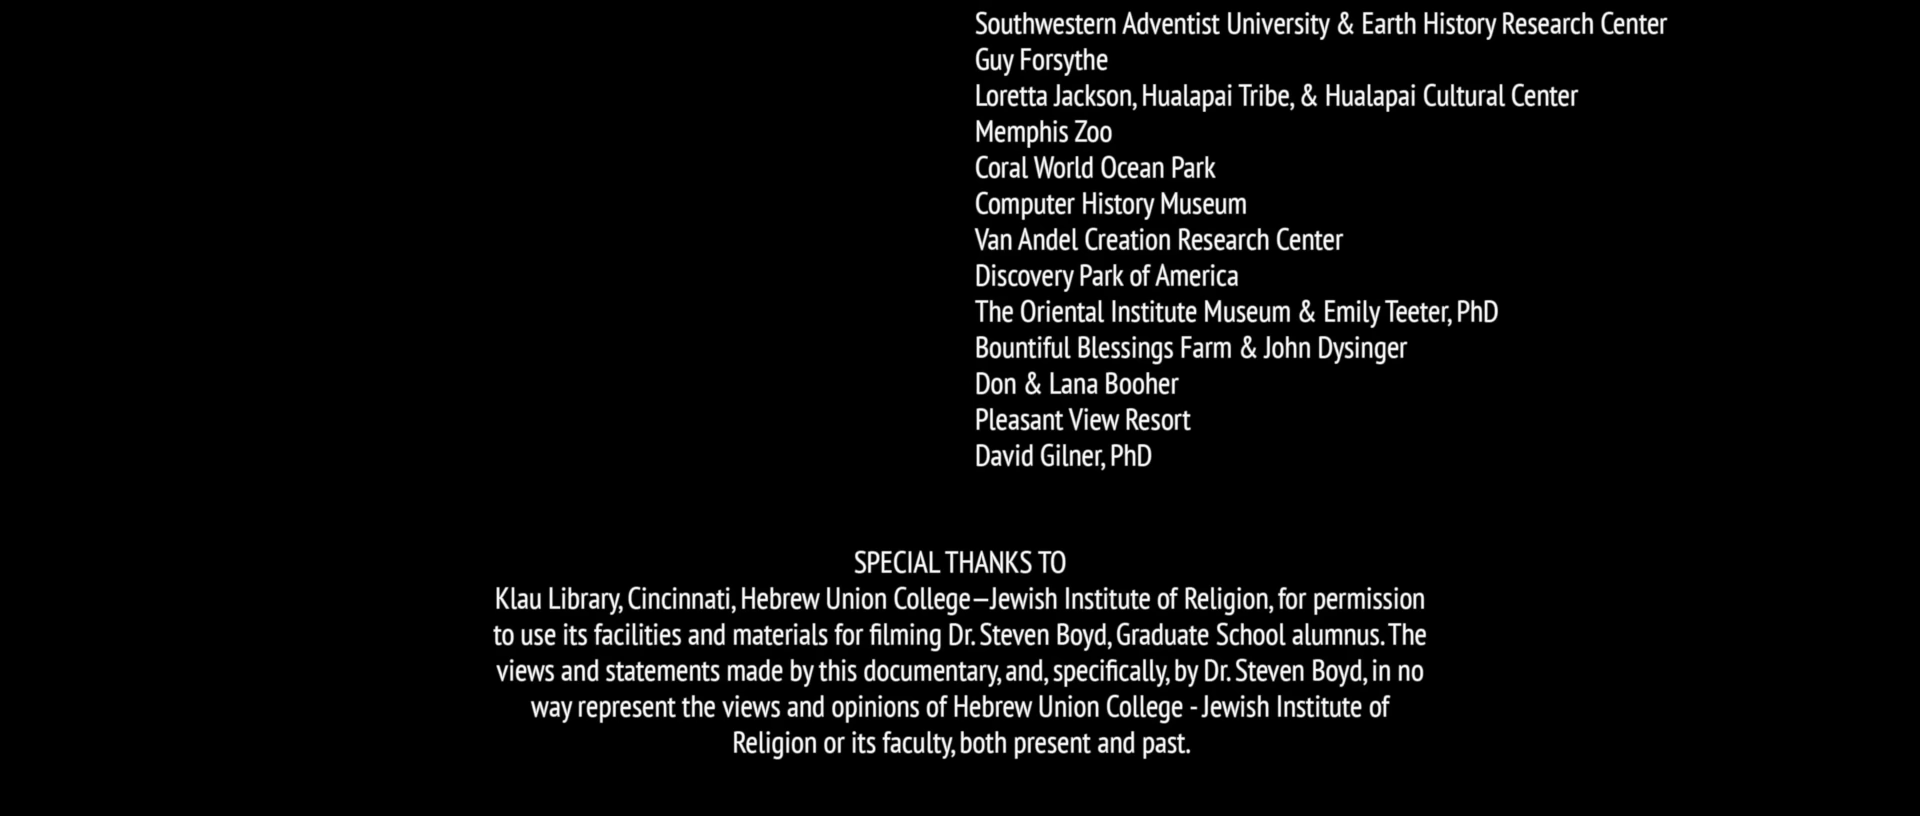 Southwestern Adventist University & Earth History Research Center
Guy Forsythe
Loretta Jackson, Hualapai Tribe, & Hualapai Cultural Center
Memphis Zoo
Coral World Ocean Park
Computer History Museum
Van Andel Creation Research Center
Discovery Park of America
The Oriental Institute Museum & Emily Teeter, PhD
Bountiful Blessings Farm & John Dysinger
Don & Lana Booher
Pleasant View Resort
David Gilner, PhD
SPECIAL THANKS TO
Klau Library, Cincinnati, Hebrew Union College—Jewish Institute of Religion, for permission
to use its facilities and materials for filming Dr. Steven Boyd, Graduate School alumnus. The
views and statements made by this documentary, and, specifically, by Dr. Steven Boyd, in no
way represent the views and opinions of Hebrew Union College - Jewish Institute of
Religion or its faculty, both present and past.